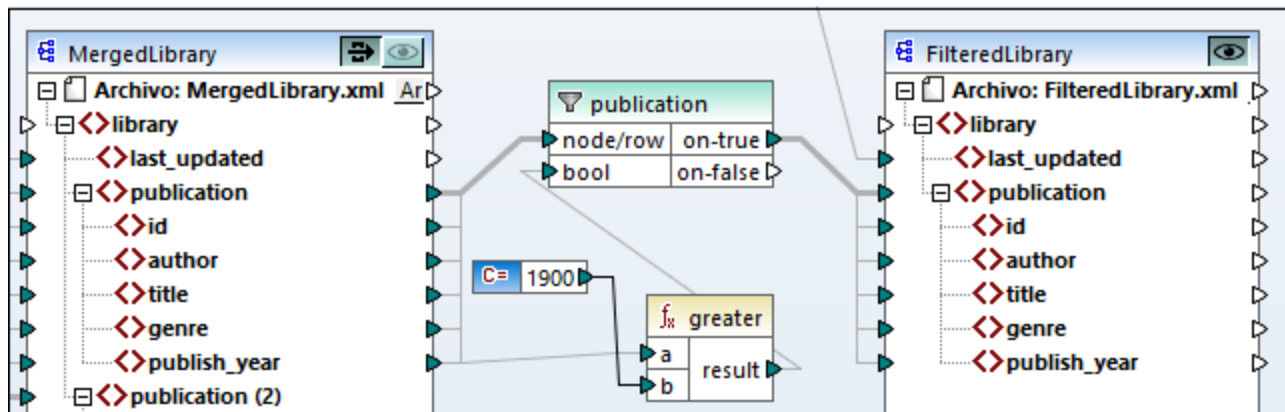 MergedLibrary
Archivo: MergedLibrary.xml Ar
library
last_updated
publication
id
author
title
genre
publish_year
publication (2)
publication
node/row on-true
bool on-false
C= 1900
fx greater
a
b
result
FilteredLibrary
Archivo: FilteredLibrary.xml
library
last_updated
publication
id
author
title
genre
publish_year